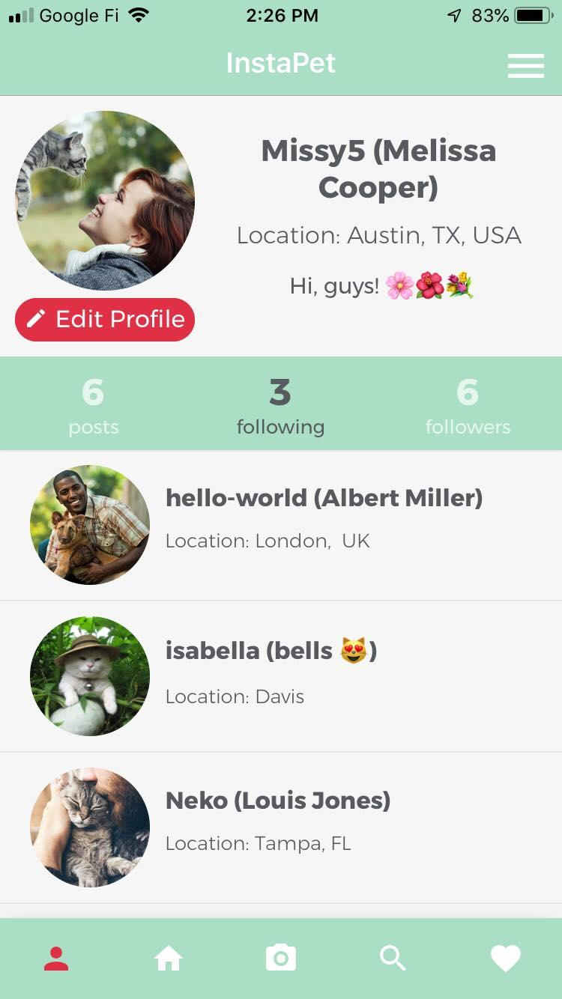 Google Fi 2:26 PM 83%
InstaPet
Missy5 (Melissa
Cooper)
Location: Austin, TX, USA
Hi, guys! 🌸🌺💐
Edit Profile
6 3 6
posts following followers
hello-world (Albert Miller)
Location: London,  UK
isabella (bells 😻)
Location: Davis
Neko (Louis Jones)
Location: Tampa, FL